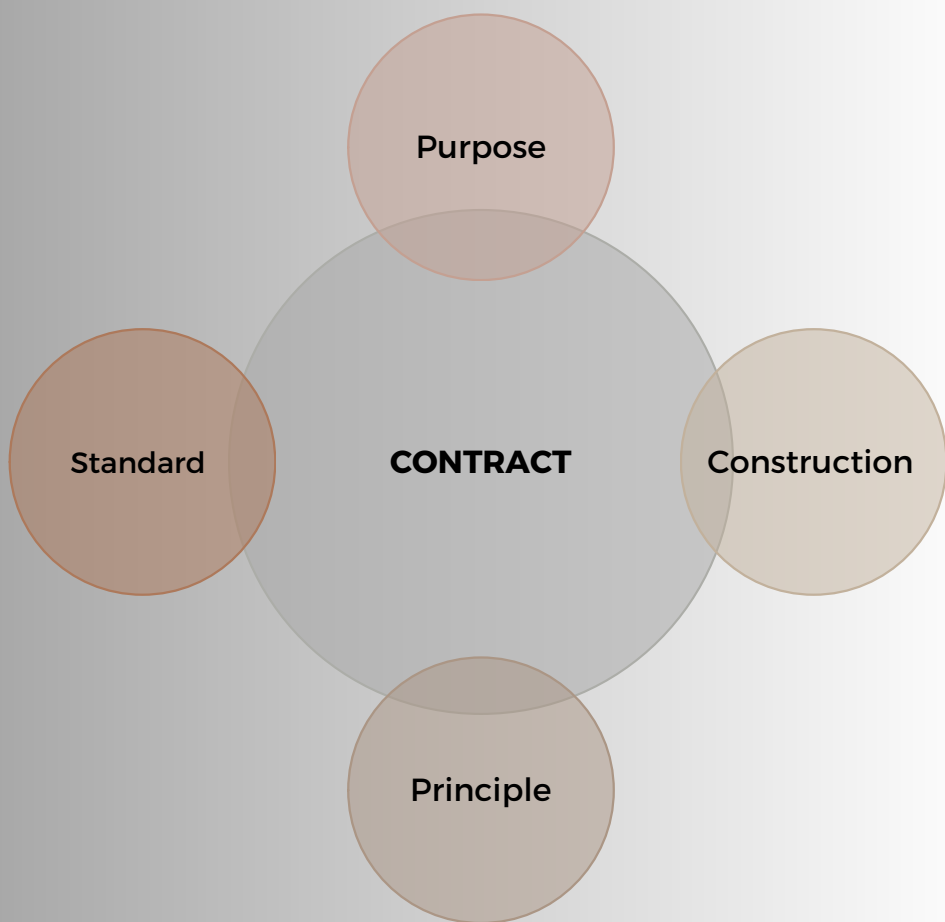 Purpose
Standard
CONTRACT
Construction
Principle